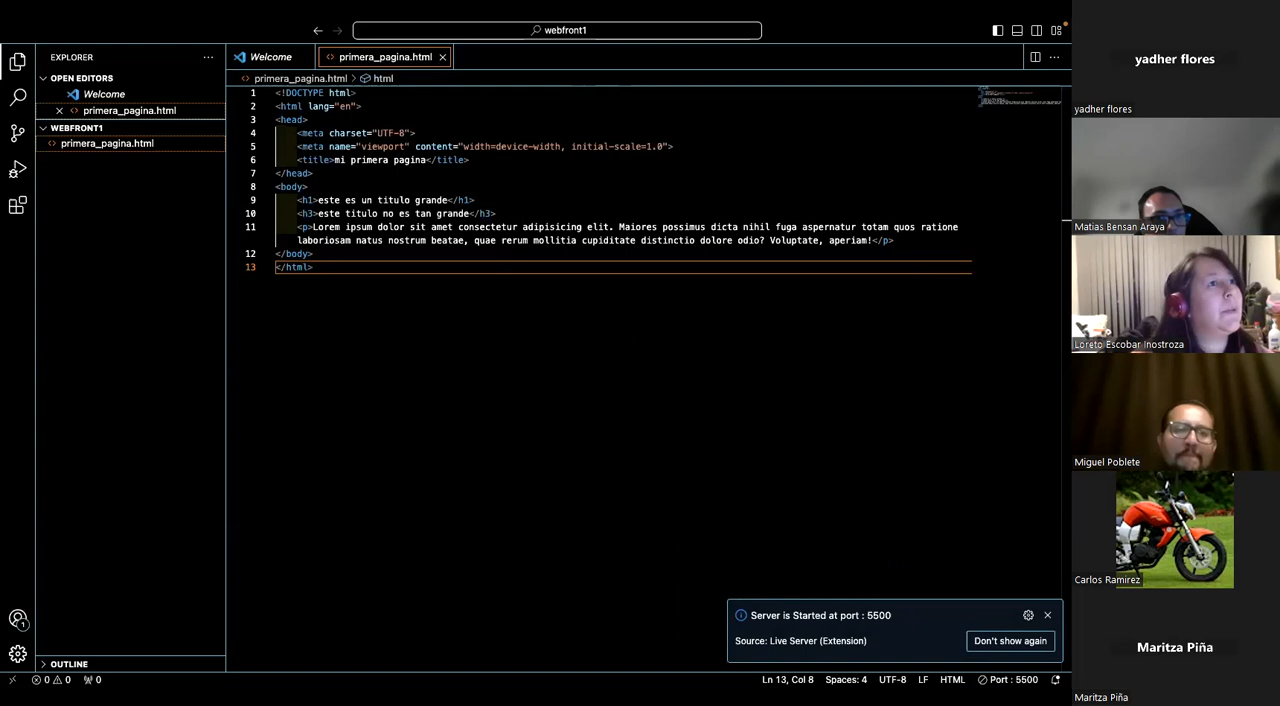 webfront1
EXPLORER
OPEN EDITORS
Welcome
primera_pagina.html
WEBFRONT1
primera_pagina.html
OUTLINE
Welcome
primera_pagina.html
primera_pagina.html > html
1 <!DOCTYPE html>
2 <html lang="en">
3 <head>
4 <meta charset="UTF-8">
5 <meta name="viewport" content="width=device-width, initial-scale=1.0">
6 <title>mi primera pagina</title>
7 </head>
8 <body>
9 <h1>este es un titulo grande</h1>
10 <h3>este titulo no es tan grande</h3>
11 <p>Lorem ipsum dolor sit amet consectetur adipisicing elit. Maiores possimus dicta nihil fuga aspernatur totam quos ratione
laboriosam natus nostrum beatae, quae rerum mollitia cupiditate distinctio dolore odio? Voluptate, aperiam!</p>
12 </body>
13 </html>
Server is Started at port : 5500
Source: Live Server (Extension)
Don't show again
1
0 0 0
Ln 13, Col 8 Spaces: 4 UTF-8 LF HTML Port : 5500
yadher flores
yadher flores
Matias Bensan Araya
Loreto Escobar Inostroza
Miguel Poblete
Carlos Ramirez
Maritza Piña
Maritza Piña